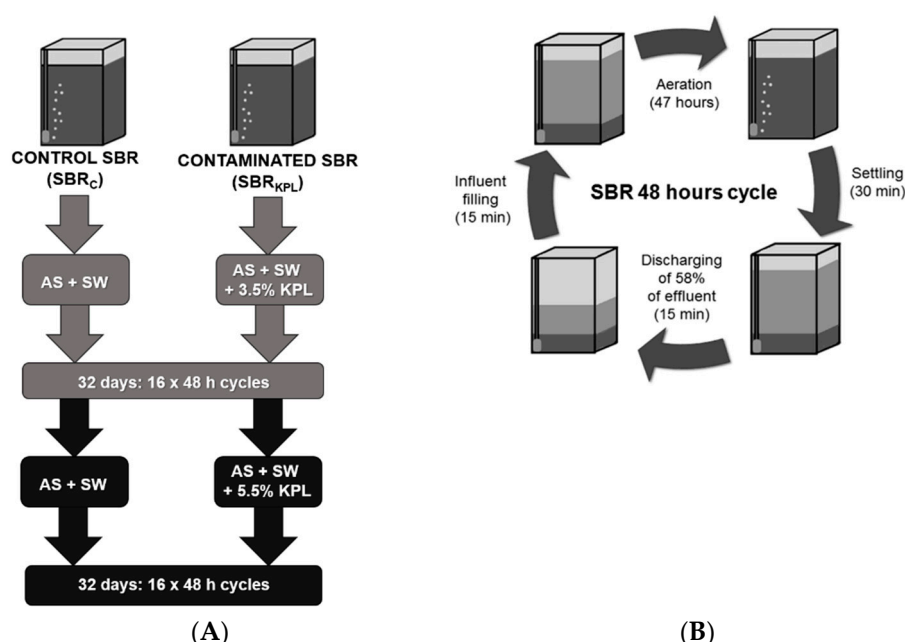 CONTROL SBR
(SBRC)
CONTAMINATED SBR
(SBRKPL)
AS + SW
AS + SW
+ 3.5% KPL
32 days: 16 x 48 h cycles
AS + SW
AS + SW
+ 5.5% KPL
32 days: 16 x 48 h cycles
(A)
Aeration
(47 hours)
Influent
filling
(15 min)
SBR 48 hours cycle
Settling
(30 min)
Discharging
of 58%
of effluent
(15 min)
(B)